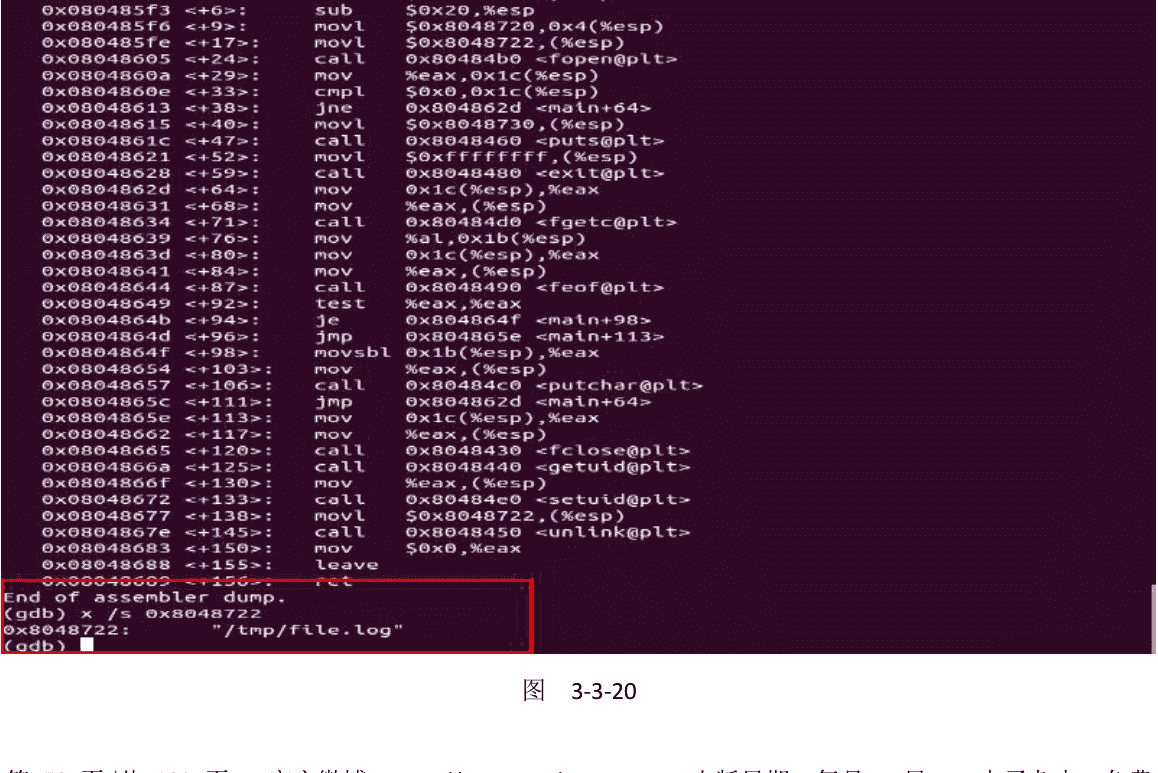 0x080485f3 <+6>: sub $0x20,%esp
0x080485f6 <+9>: movl $0x8048720,0x4(%esp)
0x080485fe <+17>: movl $0x8048722,(%esp)
0x08048605 <+24>: call 0x80484b0 <fopen@plt>
0x0804860a <+29>: mov %eax,0x1c(%esp)
0x0804860e <+33>: cmpl $0x0,0x1c(%esp)
0x08048613 <+38>: jne 0x804862d <main+64>
0x08048615 <+40>: movl $0x8048730,(%esp)
0x0804861c <+47>: call 0x8048460 <puts@plt>
0x08048621 <+52>: movl $0xffffffff,(%esp)
0x08048628 <+59>: call 0x8048480 <exit@plt>
0x0804862d <+64>: mov 0x1c(%esp),%eax
0x08048631 <+68>: mov %eax,(%esp)
0x08048634 <+71>: call 0x80484d0 <fgetc@plt>
0x08048639 <+76>: mov %al,0x1b(%esp)
0x0804863d <+80>: mov 0x1c(%esp),%eax
0x08048641 <+84>: mov %eax,(%esp)
0x08048644 <+87>: call 0x8048490 <feof@plt>
0x08048649 <+92>: test %eax,%eax
0x0804864b <+94>: je 0x804864f <main+98>
0x0804864d <+96>: jmp 0x804865e <main+113>
0x0804864f <+98>: movsbl 0x1b(%esp),%eax
0x08048654 <+103>: mov %eax,(%esp)
0x08048657 <+106>: call 0x80484c0 <putchar@plt>
0x0804865c <+111>: jmp 0x804862d <main+64>
0x0804865e <+113>: mov 0x1c(%esp),%eax
0x08048662 <+117>: mov %eax,(%esp)
0x08048665 <+120>: call 0x8048430 <fclose@plt>
0x0804866a <+125>: call 0x8048440 <getuid@plt>
0x0804866f <+130>: mov %eax,(%esp)
0x08048672 <+133>: call 0x80484e0 <setuid@plt>
0x08048677 <+138>: movl $0x8048722,(%esp)
0x0804867e <+145>: call 0x8048450 <unlink@plt>
0x08048683 <+150>: mov $0x0,%eax
0x08048688 <+155>: leave
0x08048689 <+156>: ret
End of assembler dump.
(gdb) x /s 0x8048722
0x8048722: "/tmp/file.log"
(gdb)
图 3-3-20